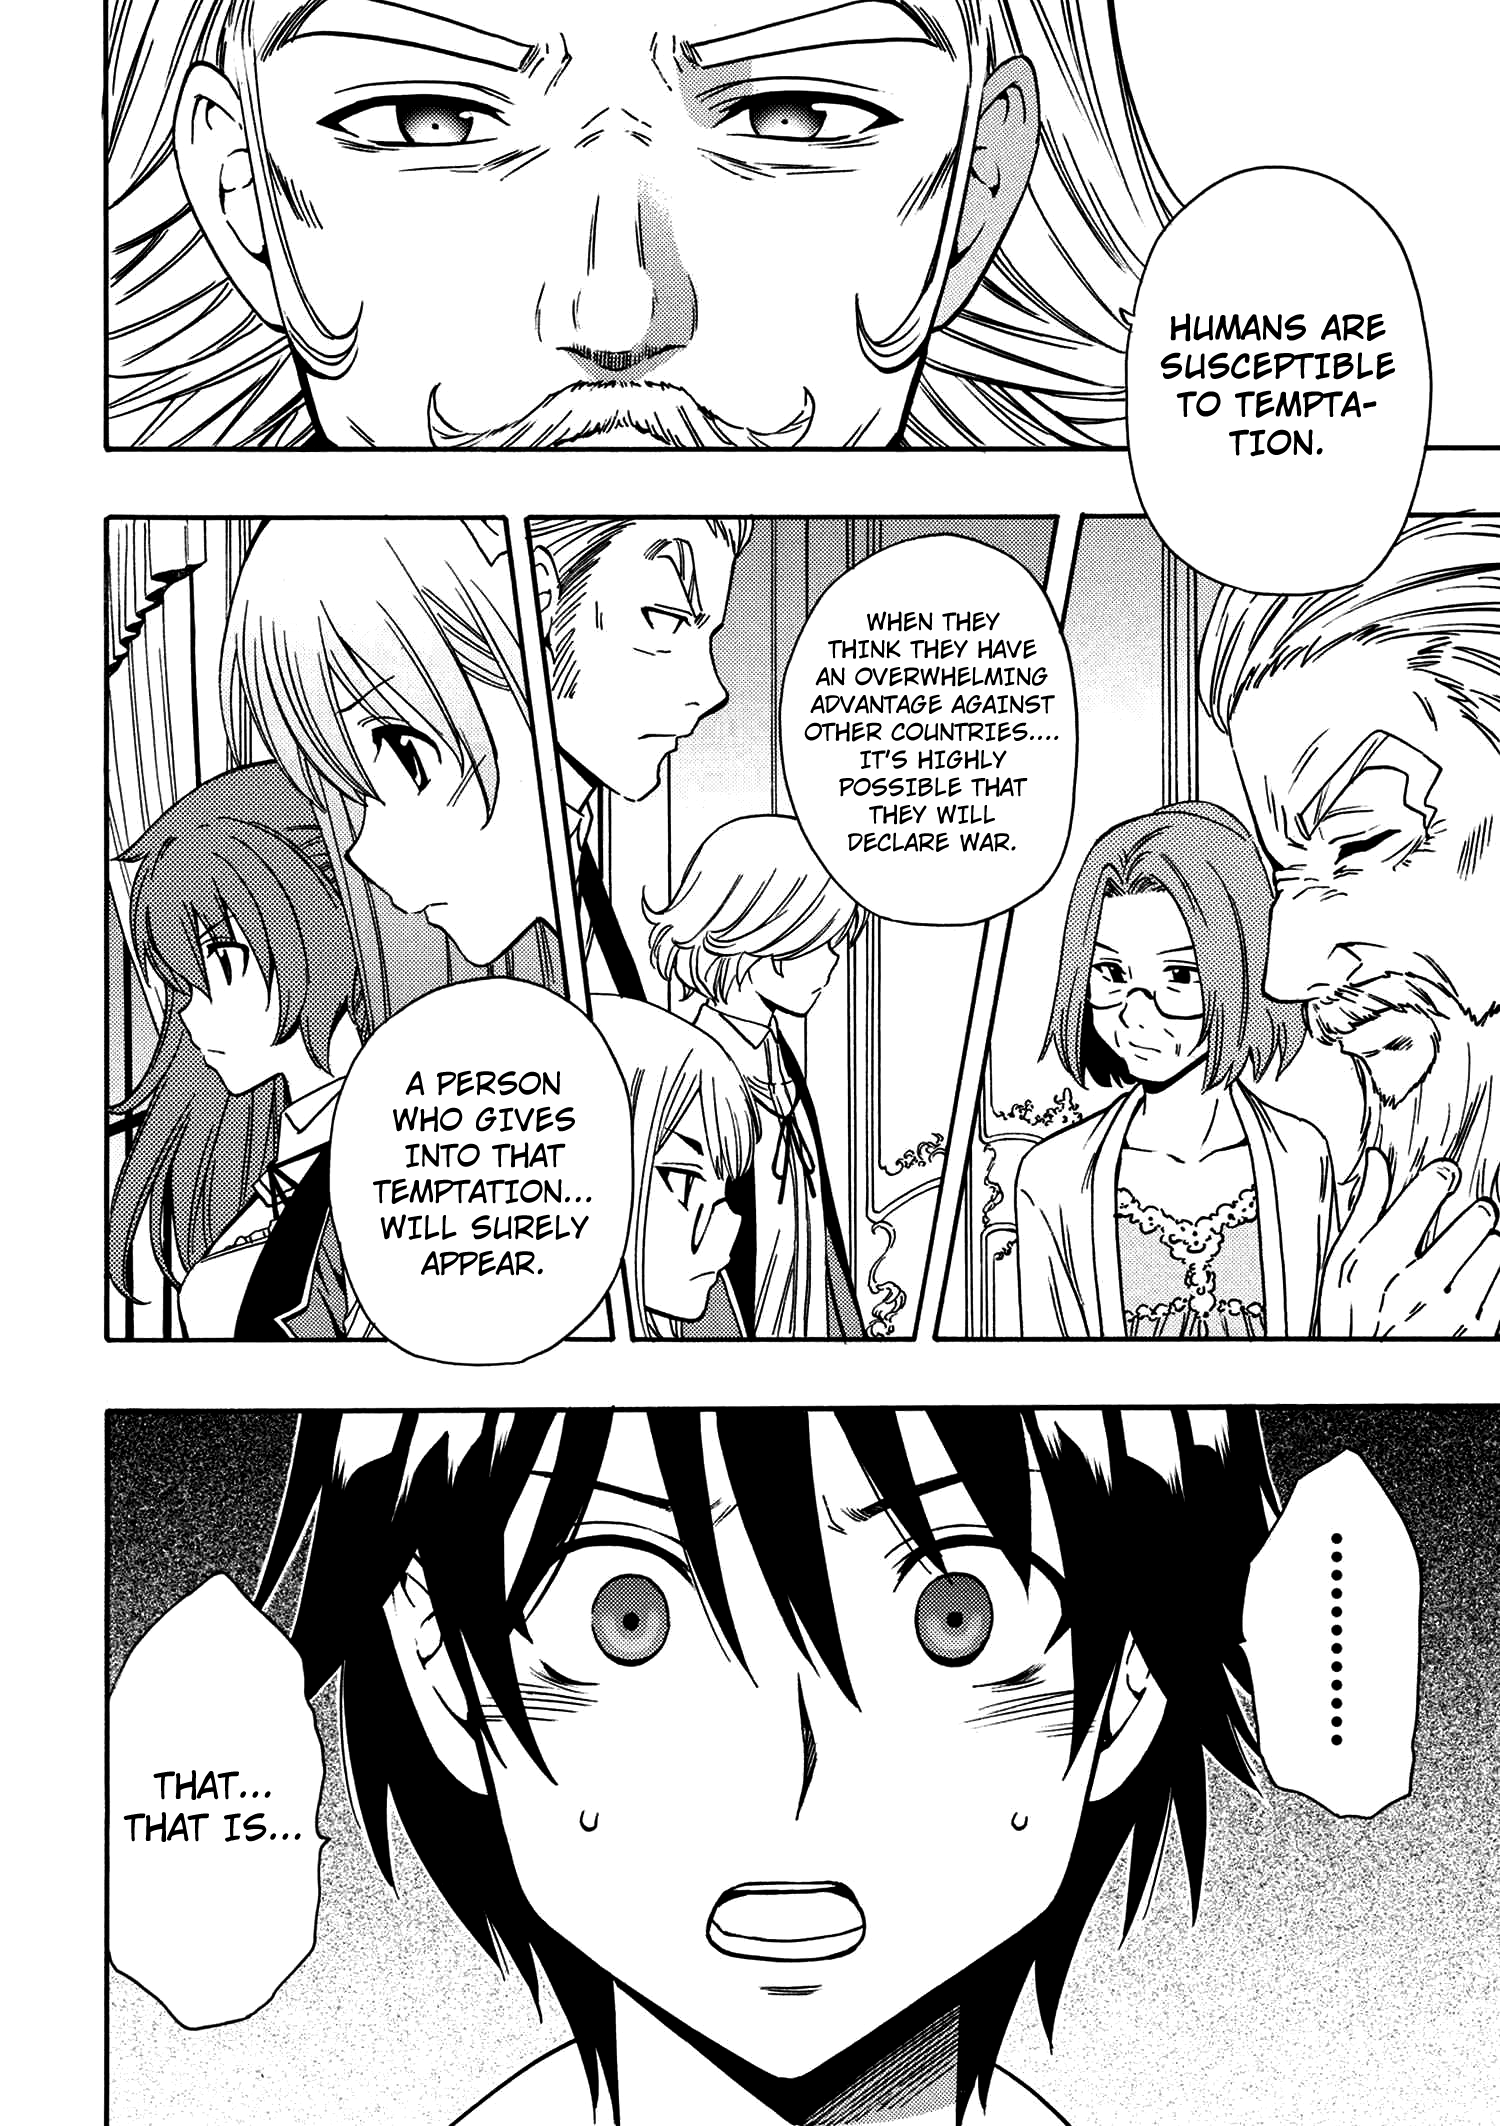 HUMANS ARE
SUSCEPTIBLE
TO TEMPTA-
TION.
WHEN THEY
THINK THEY HAVE
AN OVERWHELMING
ADVANTAGE AGAINST
OTHER COUNTRIES....
IT'S HIGHLY
POSSIBLE THAT
THEY WILL
DECLARE WAR.
A PERSON
WHO GIVES
INTO THAT
TEMPTATION...
WILL SURELY
APPEAR.
..........
THAT...
THAT IS...